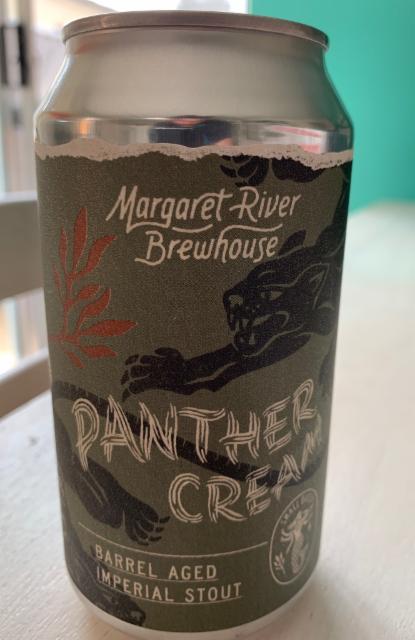 Margaret River
Brewhouse
PANTHER
CREAM
BARREL AGED
IMPERIAL STOUT